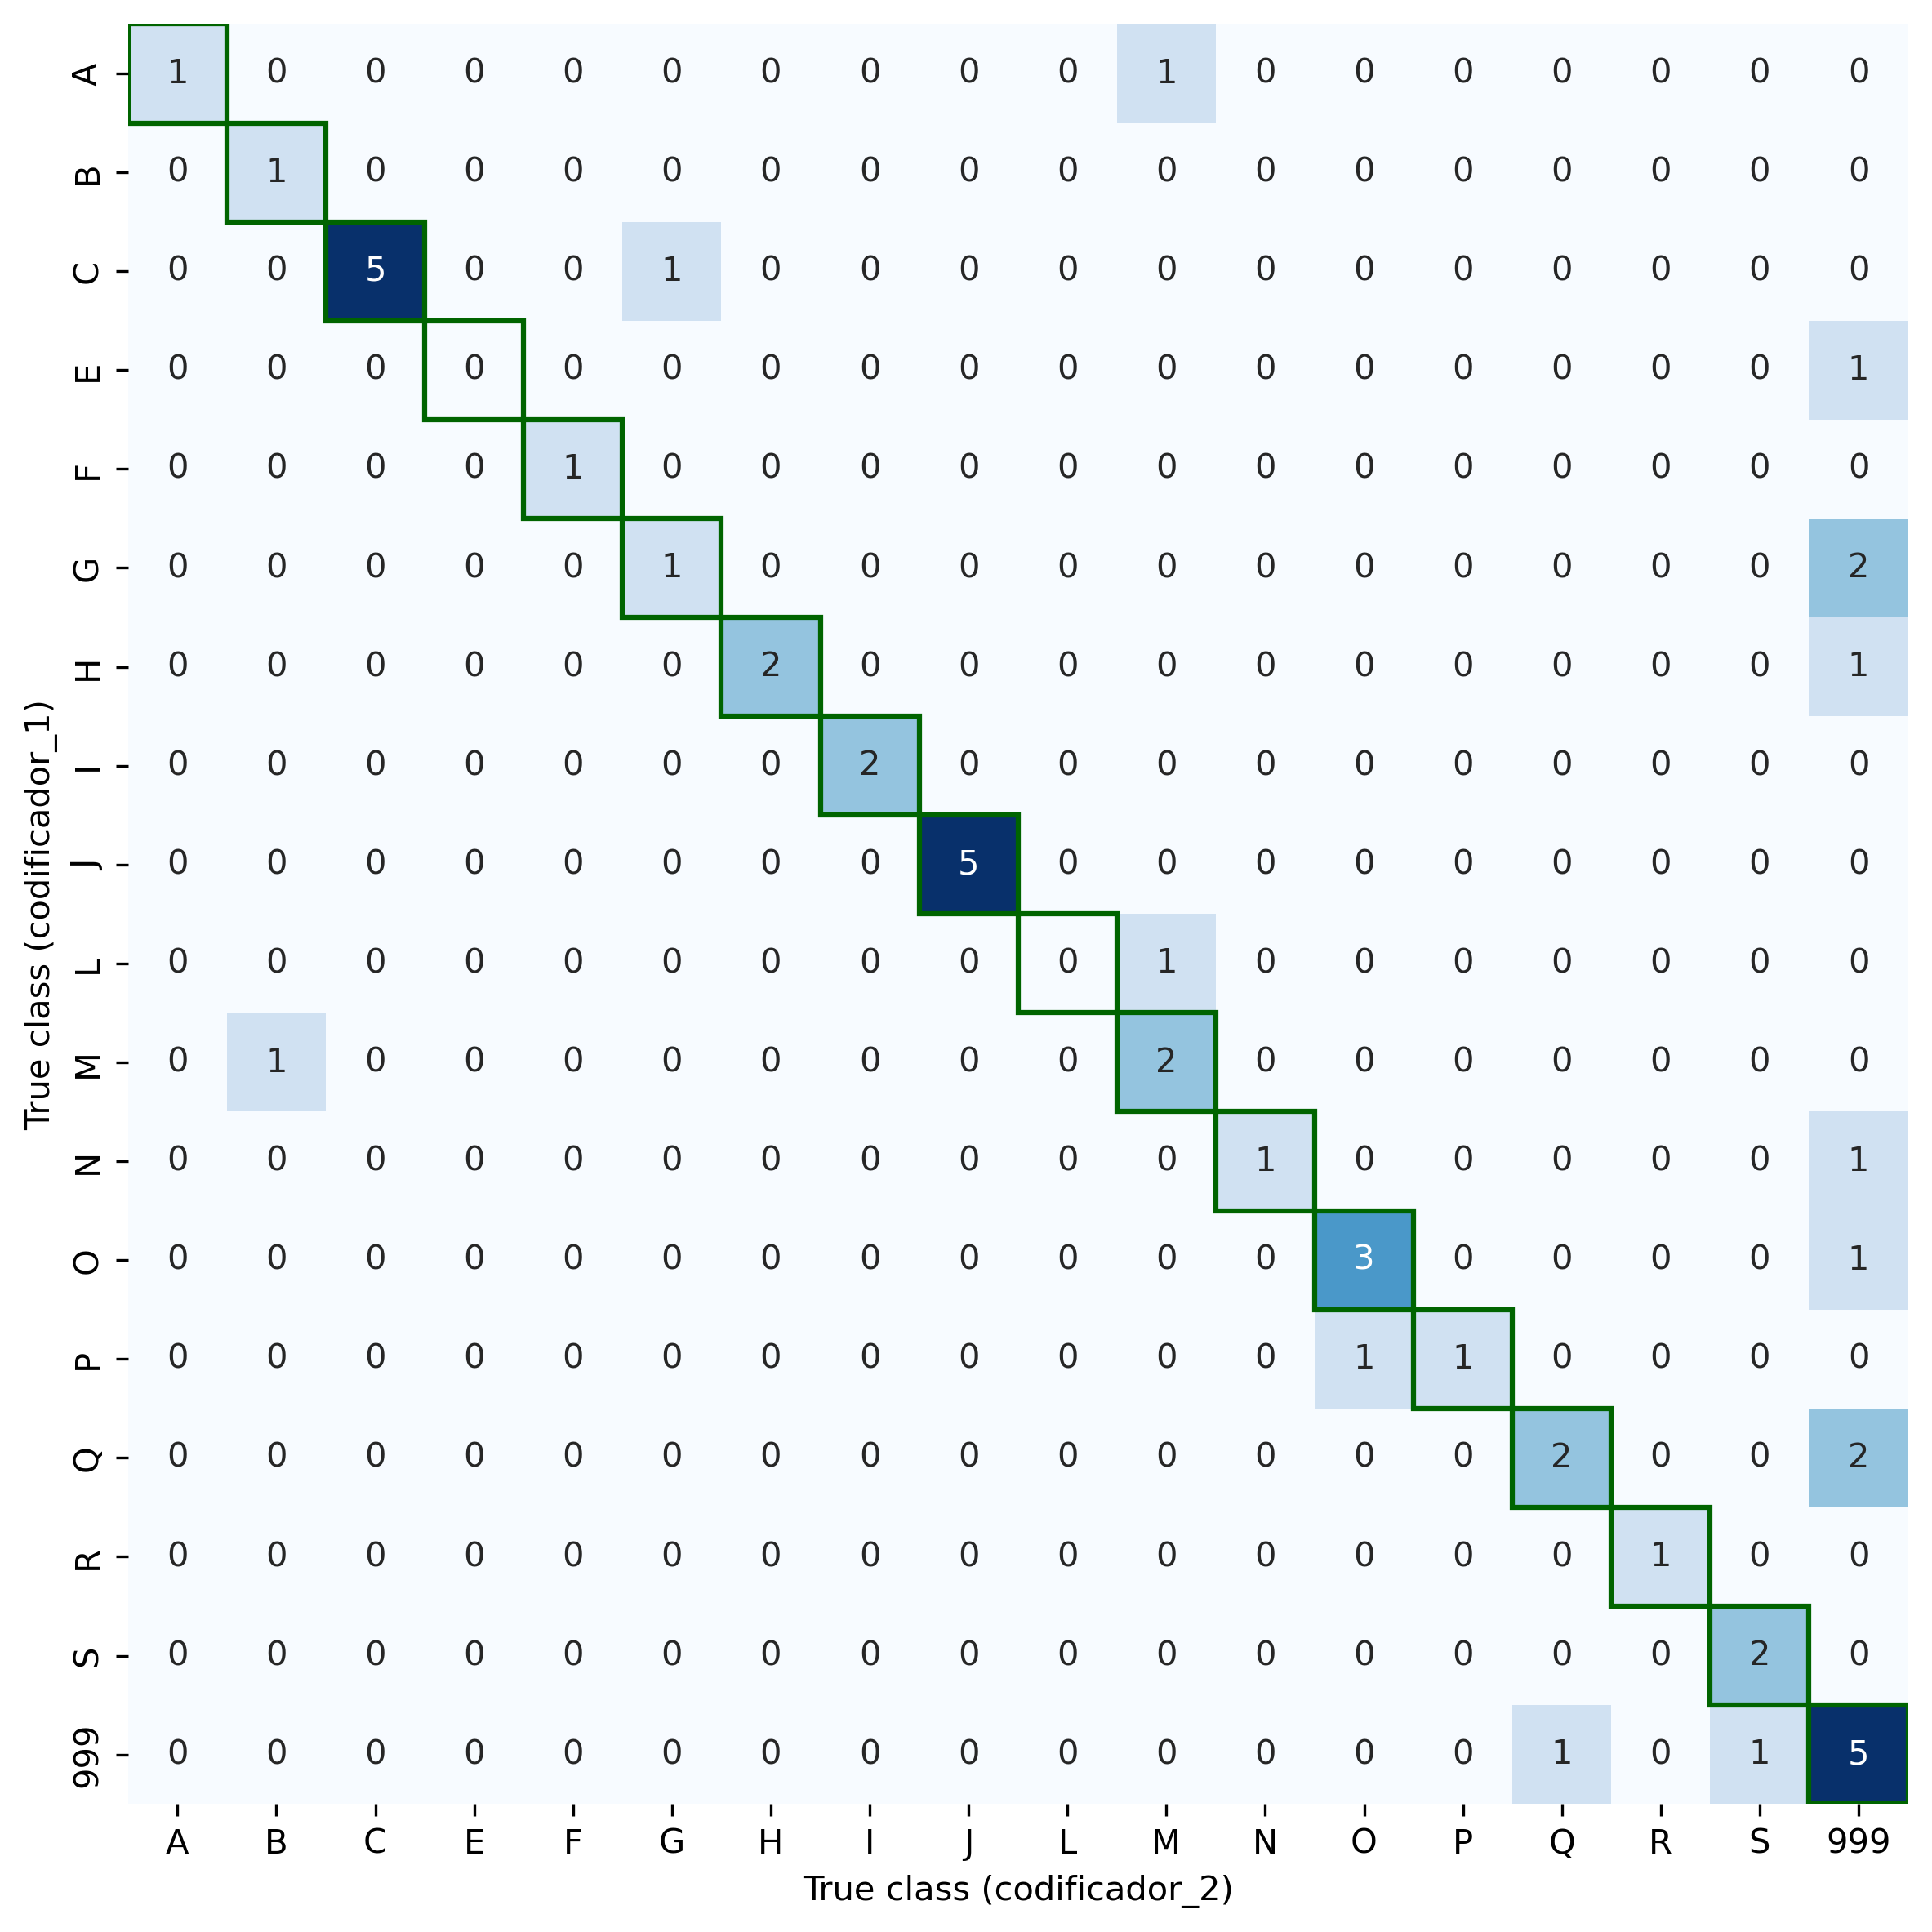 A 1 0 0 0 0 0 0 0 0 0 1 0 0 0 0 0 0 0
B 0 1 0 0 0 0 0 0 0 0 0 0 0 0 0 0 0 0
C 0 0 5 0 0 1 0 0 0 0 0 0 0 0 0 0 0 0
E 0 0 0 0 0 0 0 0 0 0 0 0 0 0 0 0 0 1
F 0 0 0 0 1 0 0 0 0 0 0 0 0 0 0 0 0 0
G 0 0 0 0 0 1 0 0 0 0 0 0 0 0 0 0 0 2
H 0 0 0 0 0 0 2 0 0 0 0 0 0 0 0 0 0 1
I 0 0 0 0 0 0 0 2 0 0 0 0 0 0 0 0 0 0
J 0 0 0 0 0 0 0 0 5 0 0 0 0 0 0 0 0 0
L 0 0 0 0 0 0 0 0 0 0 1 0 0 0 0 0 0 0
M 0 1 0 0 0 0 0 0 0 0 2 0 0 0 0 0 0 0
N 0 0 0 0 0 0 0 0 0 0 0 1 0 0 0 0 0 1
O 0 0 0 0 0 0 0 0 0 0 0 0 3 0 0 0 0 1
P 0 0 0 0 0 0 0 0 0 0 0 0 1 1 0 0 0 0
Q 0 0 0 0 0 0 0 0 0 0 0 0 0 0 2 0 0 2
R 0 0 0 0 0 0 0 0 0 0 0 0 0 0 0 1 0 0
S 0 0 0 0 0 0 0 0 0 0 0 0 0 0 0 0 2 0
999 0 0 0 0 0 0 0 0 0 0 0 0 0 0 1 0 1 5
A B C E F G H I J L M N O P Q R S 999
True class (codificador_2)
True class (codificador_1)